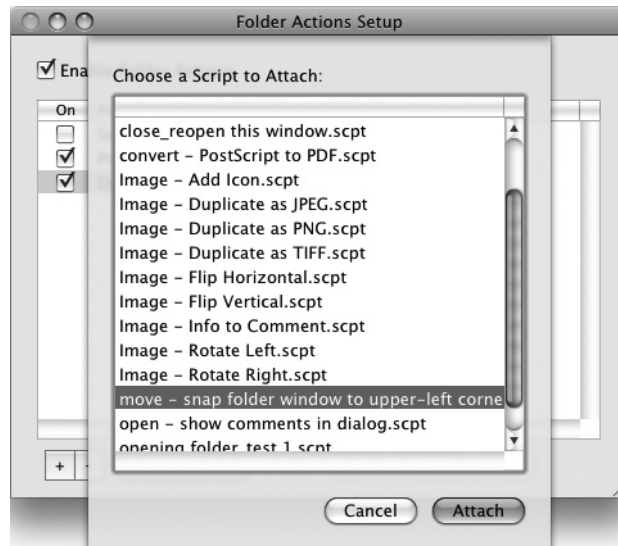 Folder Actions Setup
Ena
Choose a Script to Attach:
On
close_reopen this window.scpt
convert – PostScript to PDF.scpt
Image – Add Icon.scpt
Image – Duplicate as JPEG.scpt
Image – Duplicate as PNG.scpt
Image – Duplicate as TIFF.scpt
Image – Flip Horizontal.scpt
Image – Flip Vertical.scpt
Image – Info to Comment.scpt
Image – Rotate Left.scpt
Image – Rotate Right.scpt
move – snap folder window to upper-left corne
open – show comments in dialog.scpt
opening folder test 1.scpt
+ -
Cancel Attach